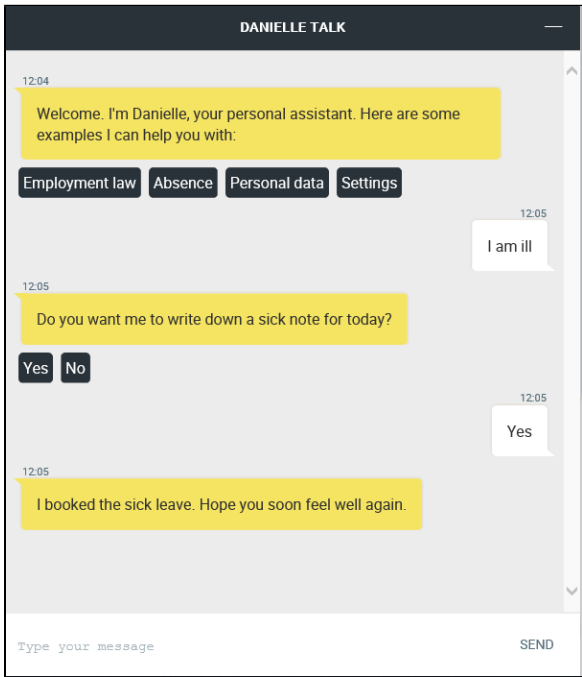 DANIELLE TALK
12:04
Welcome. I'm Danielle, your personal assistant. Here are some
examples I can help you with:
Employment law Absence Personal data Settings
12:05
I am ill
12:05
Do you want me to write down a sick note for today?
Yes No
12:05
Yes
12:05
I booked the sick leave. Hope you soon feel well again.
Type your message SEND